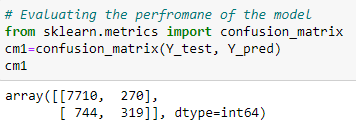 # Evaluating the perfromane of the model
from sklearn.metrics import confusion_matrix
cm1=confusion_matrix(Y_test, Y_pred)
cm1
array([[7710,  270],
       [ 744,  319]], dtype=int64)